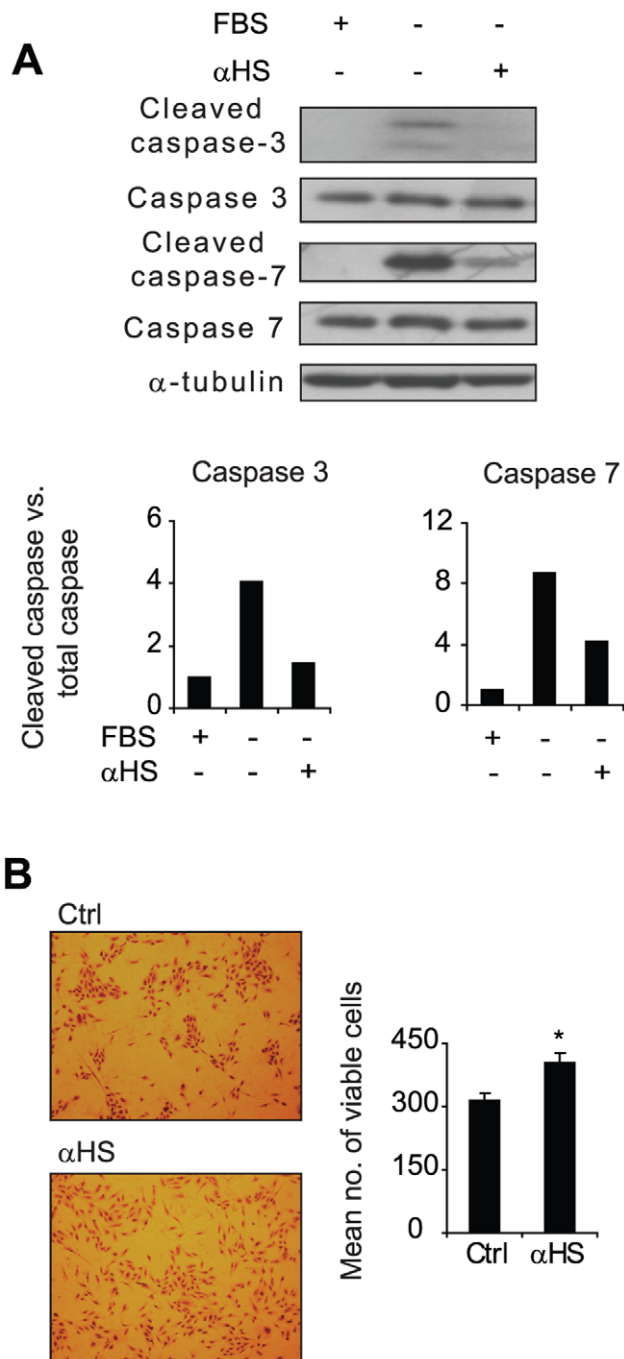 FBS + - -
A
αHS - - +
Cleaved
caspase-3
Caspase 3
Cleaved
caspase-7
Caspase 7
α-tubulin
Cleaved caspase vs.
total caspase
Caspase 3
6
4
2
0
Caspase 7
12
8
4
0
FBS + - - + - -
αHS - - + - - +
B
Ctrl
αHS
Mean no. of viable cells
450
300
150
0
*
Ctrl αHS